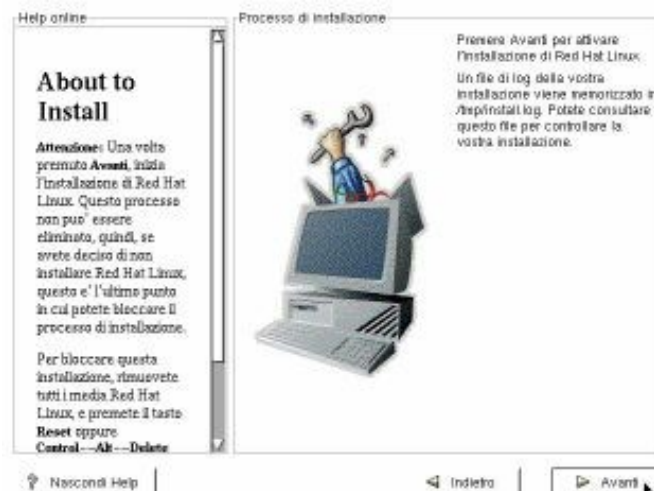 Help online
About to
Install
Attenzione: Una volta
premuto Avanti, inizia
l'installazione di Red Hat
Linux. Questo processo
non puo' essere
eliminato, quindi, se
avete deciso di non
installare Red Hat Linux,
questo e' l'ultimo punto
in cui potete bloccare il
processo di installazione.
Per bloccare questa
installazione, rimuovete
tutti i media Red Hat
Linux, e premete il tasto
Reset oppure
Control--Alt--Delete
Processo di installazione
Premere Avanti per attivare
l'installazione di Red Hat Linux.
Un file di log della vostra
installazione viene memorizzato in
/tmp/install.log. Potete consultare
questo file per controllare la
vostra installazione.
Nascondi Help
Indietro
Avanti